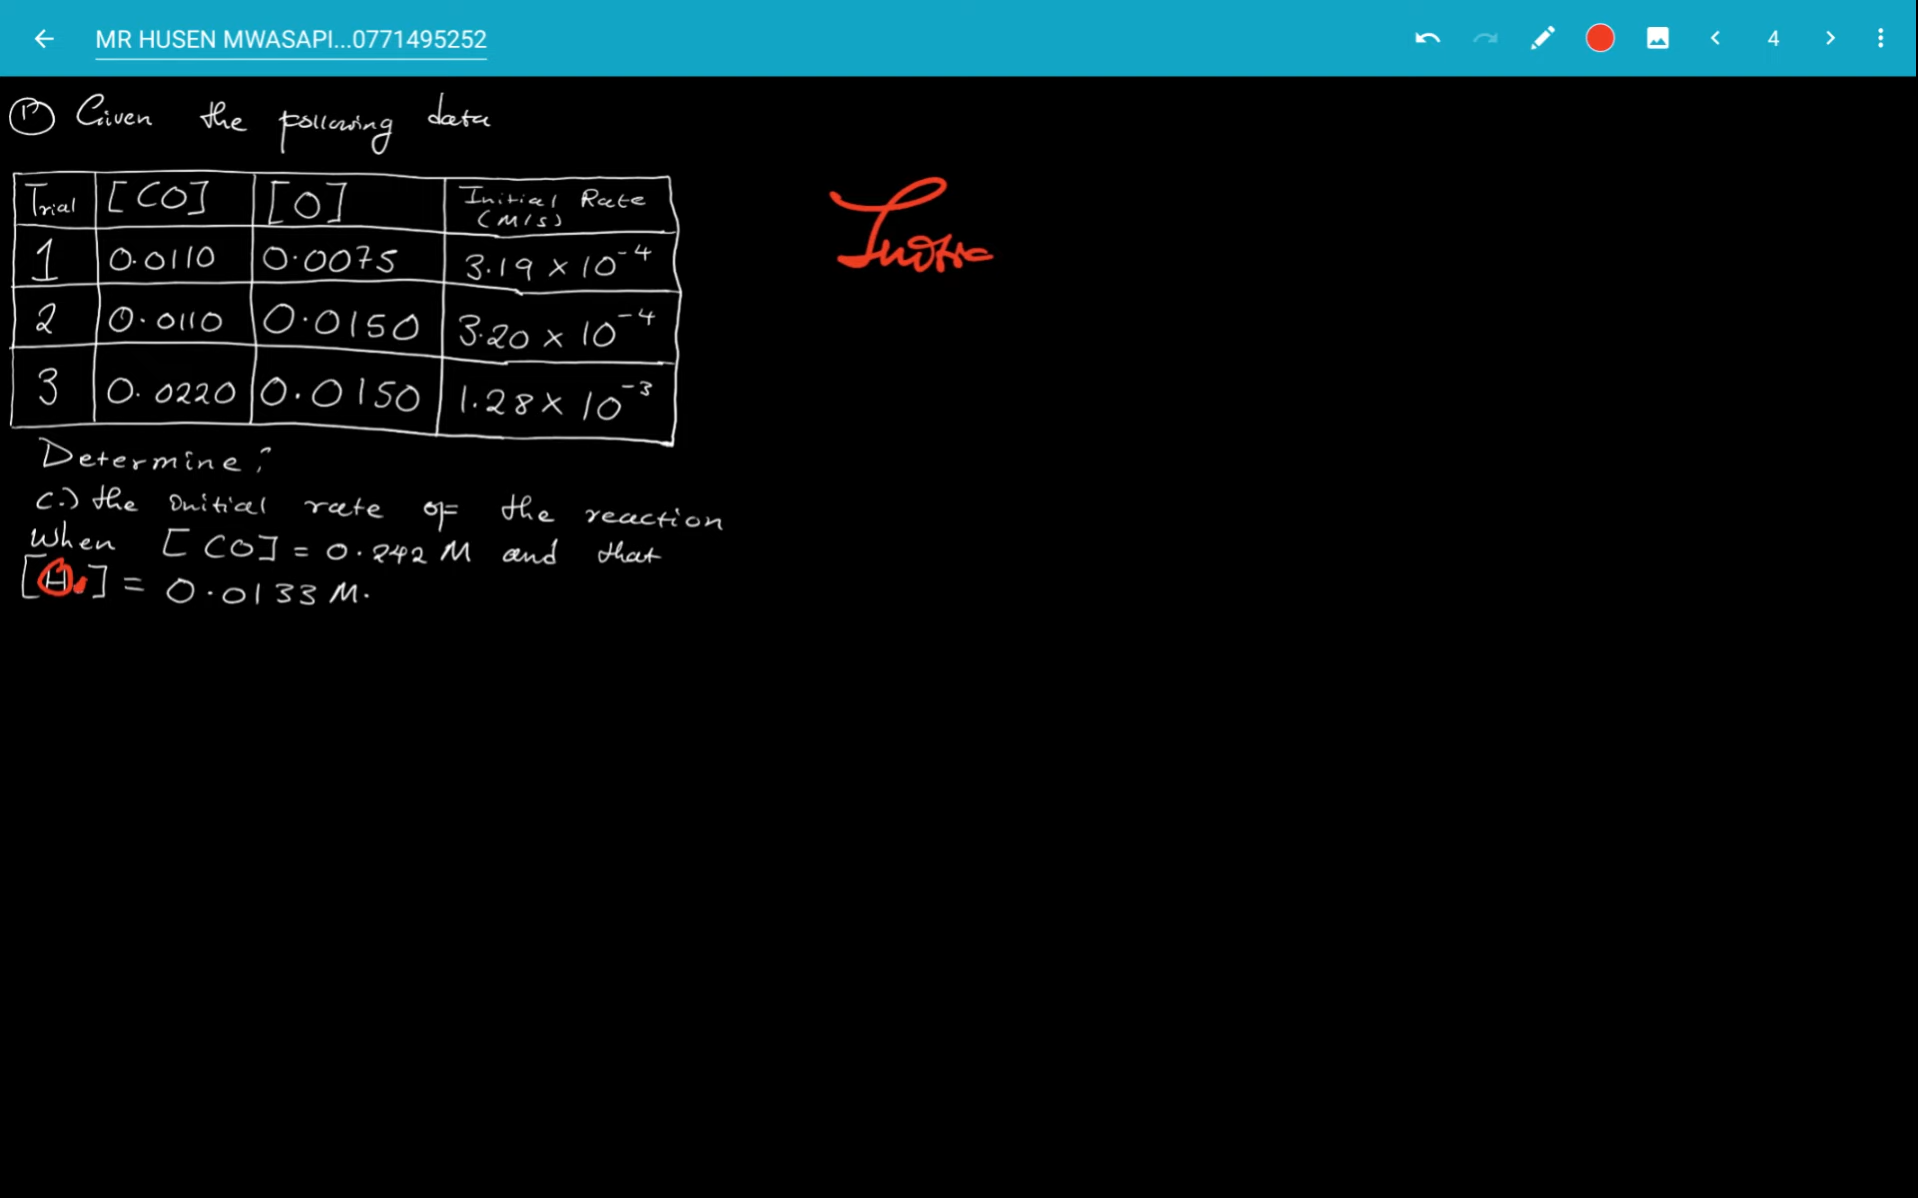 MR HUSEN MWASAPI...0771495252
4
1 Given the following data
Trial [CO] [O] Initial Rate (M/s)
1 0.0110 0.0075 3.19 × 10⁻⁴
2 0.0110 0.0150 3.20 × 10⁻⁴
3 0.0220 0.0150 1.28 × 10⁻³
Determine;
c.) the initial rate of the reaction
when [CO] = 0.242 M and that
[ ] = 0.0133 M.